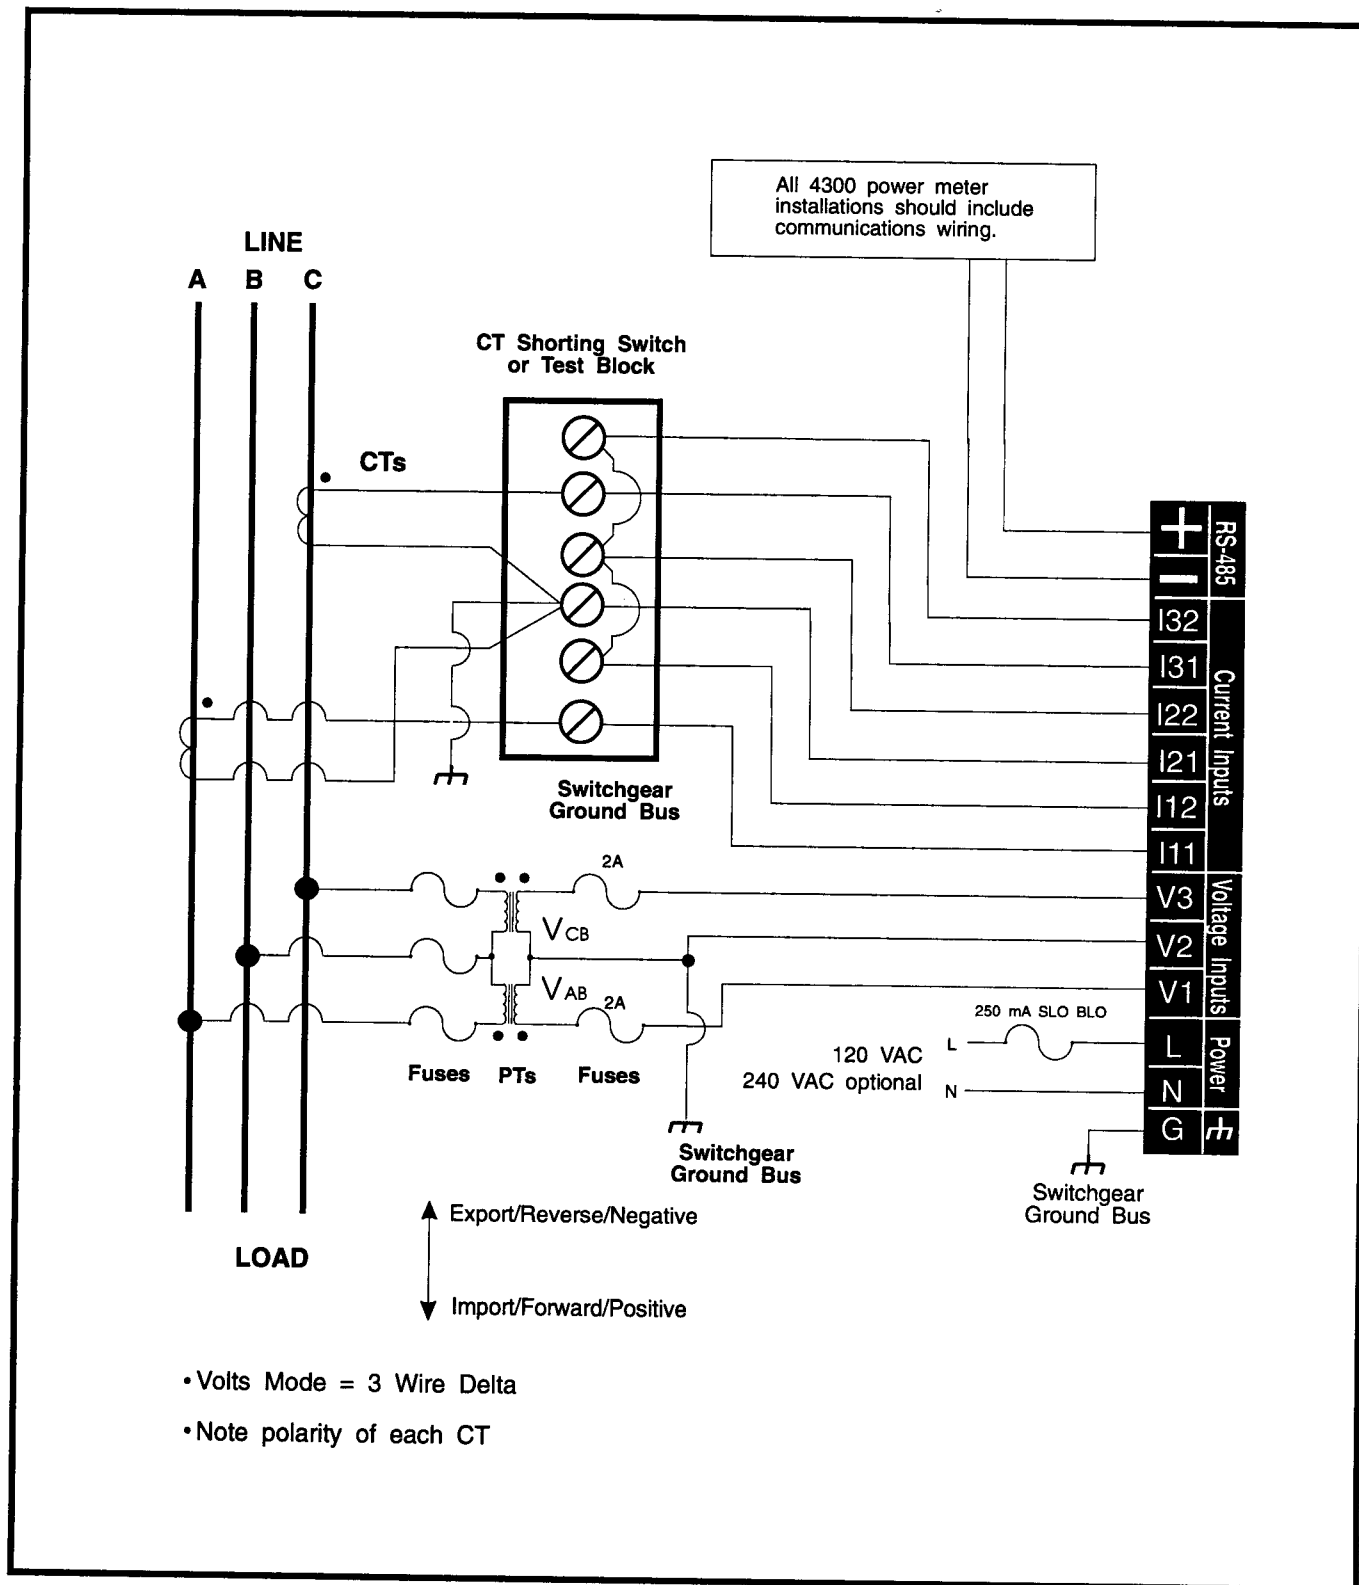 All 4300 power meter
installations should include
communications wiring.
LINE
A B C
CT Shorting Switch
or Test Block
CTs
RS-485
I32
I31
I22
I21
I12
I11
Current Inputs
Switchgear
Ground Bus
2A
V3
V2
V1
Voltage Inputs
VCB
VAB
2A
250 mA SLO BLO
L
L
120 VAC
240 VAC optional
N
N
Power
G
Fuses PTs Fuses
Switchgear
Ground Bus
Switchgear
Ground Bus
Export/Reverse/Negative
LOAD
Import/Forward/Positive
• Volts Mode = 3 Wire Delta
• Note polarity of each CT